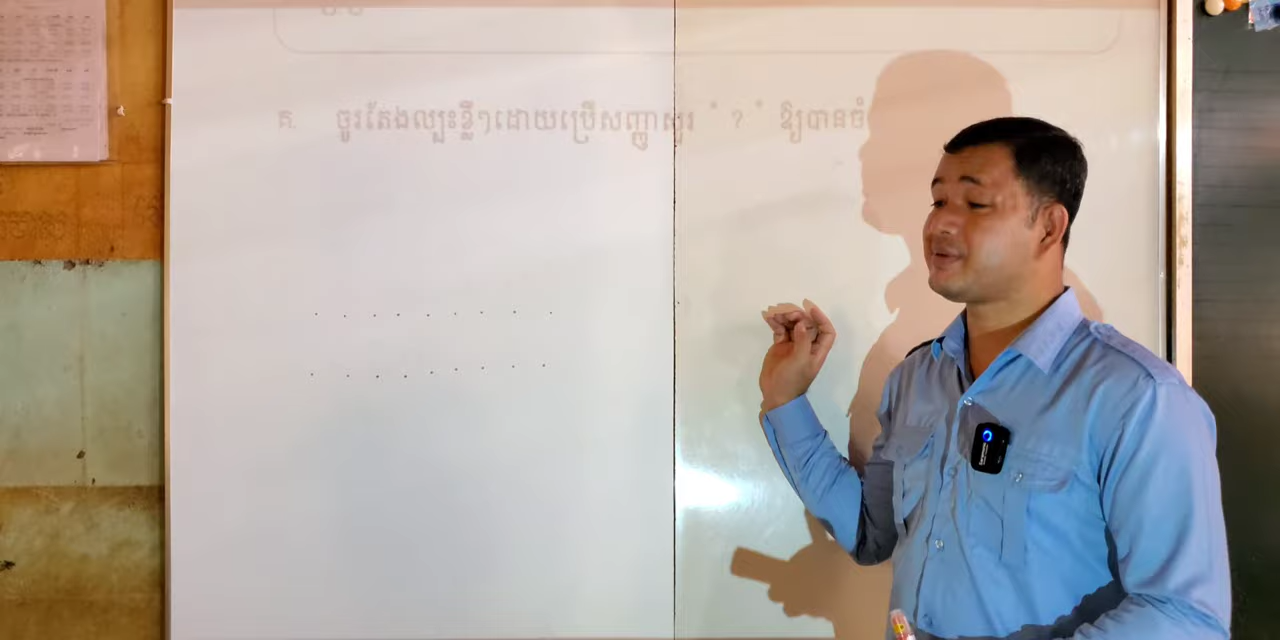 គ. ចូរតែងល្បះខ្លីៗដោយប្រើសញ្ញាសួរ " ? " ឱ្យបានចំ